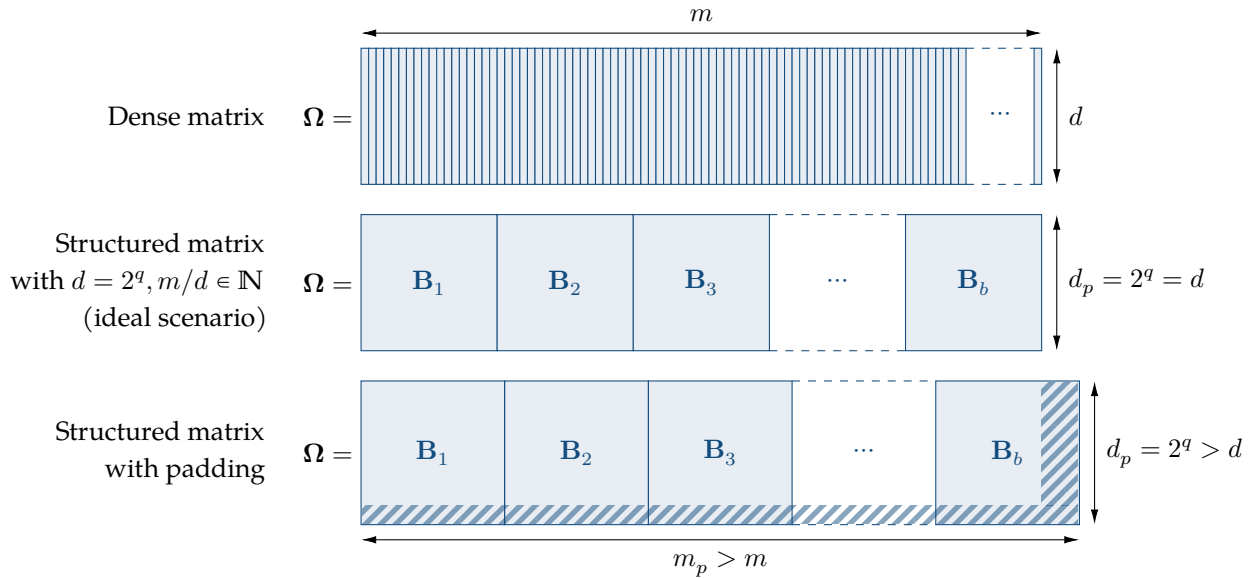 m
Dense matrix Ω = ... d
Structured matrix
with d = 2^q, m/d ∈ ℕ
(ideal scenario)
Ω = B_1 B_2 B_3 ... B_b d_p = 2^q = d
Structured matrix
with padding
Ω = B_1 B_2 B_3 ... B_b d_p = 2^q > d
m_p > m